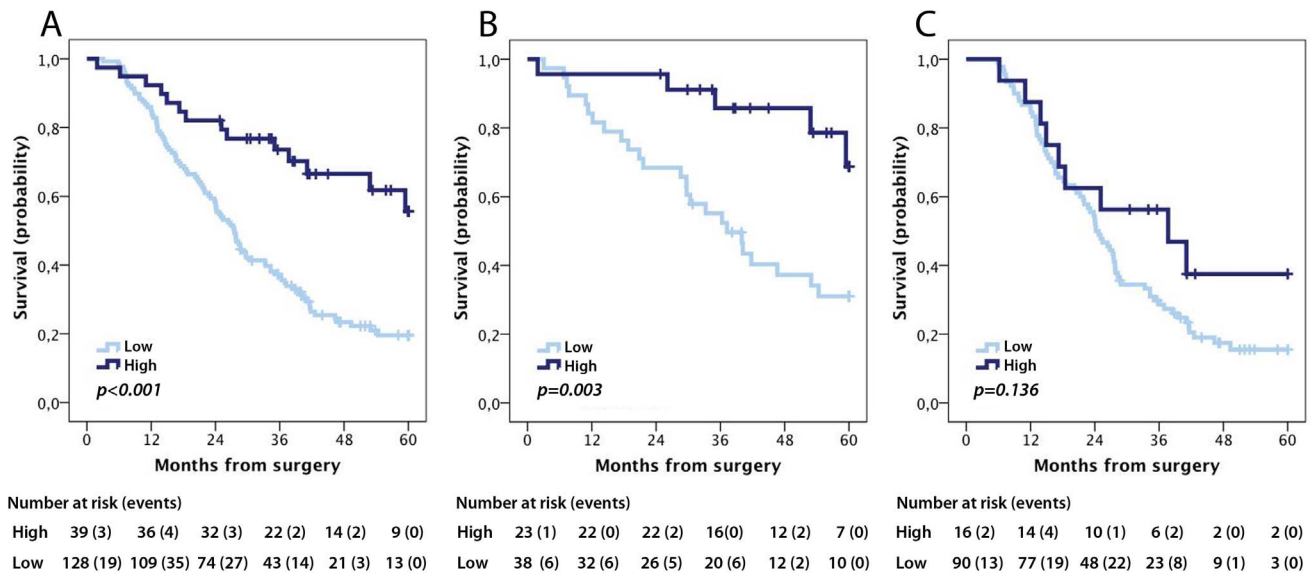 A
B
C
Survival (probability)
1,0
0,8
0,6
0,4
0,2
0,0
Low
High
p<0.001
0 12 24 36 48 60
Months from surgery
Survival (probability)
1,0
0,8
0,6
0,4
0,2
0,0
Low
High
p=0.003
0 12 24 36 48 60
Months from surgery
Survival (probability)
1,0
0,8
0,6
0,4
0,2
0,0
Low
High
p=0.136
0 12 24 36 48 60
Months from surgery
Number at risk (events)
High 39 (3) 36 (4) 32 (3) 22 (2) 14 (2) 9 (0)
Low 128 (19) 109 (35) 74 (27) 43 (14) 21 (3) 13 (0)
Number at risk (events)
High 23 (1) 22 (0) 22 (2) 16(0) 12 (2) 7 (0)
Low 38 (6) 32 (6) 26 (5) 20 (6) 12 (2) 10 (0)
Number at risk (events)
High 16 (2) 14 (4) 10 (1) 6 (2) 2 (0) 2 (0)
Low 90 (13) 77 (19) 48 (22) 23 (8) 9 (1) 3 (0)